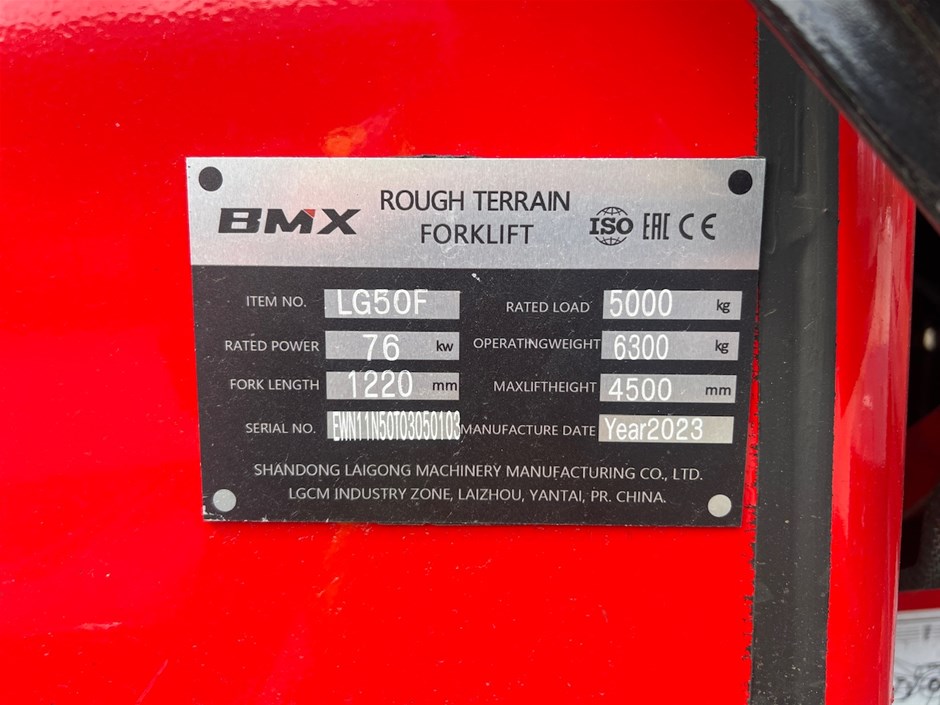 BMX
ROUGH TERRAIN
FORKLIFT
ISO EAC CE
ITEM NO. LG50F RATED LOAD 5000 kg
RATED POWER 76 kw OPERATINGWEIGHT 6300 kg
FORK LENGTH 1220 mm MAXLIFTHEIGHT 4500 mm
SERIAL NO. EWN11N50T03050103 MANUFACTURE DATE Year2023
SHANDONG LAIGONG MACHINERY MANUFACTURING CO., LTD.
LGCM INDUSTRY ZONE, LAIZHOU, YANTAI, PR. CHINA.